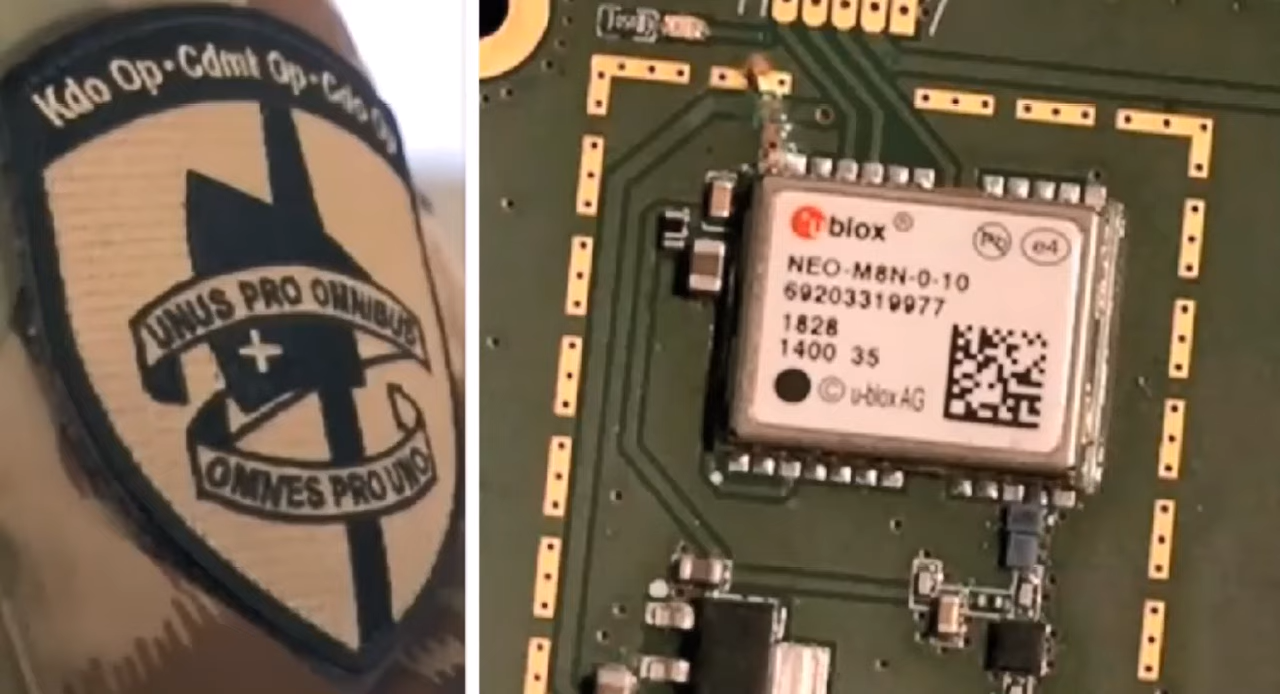 Kdo Op·Cdmt Op·Cdo Op
UNUS PRO OMNIBUS
OMNES PRO UNO
blox ®
Pb e4
NEO-M8N-0-10
69203319977
1828
1400 35
© u-blox AG